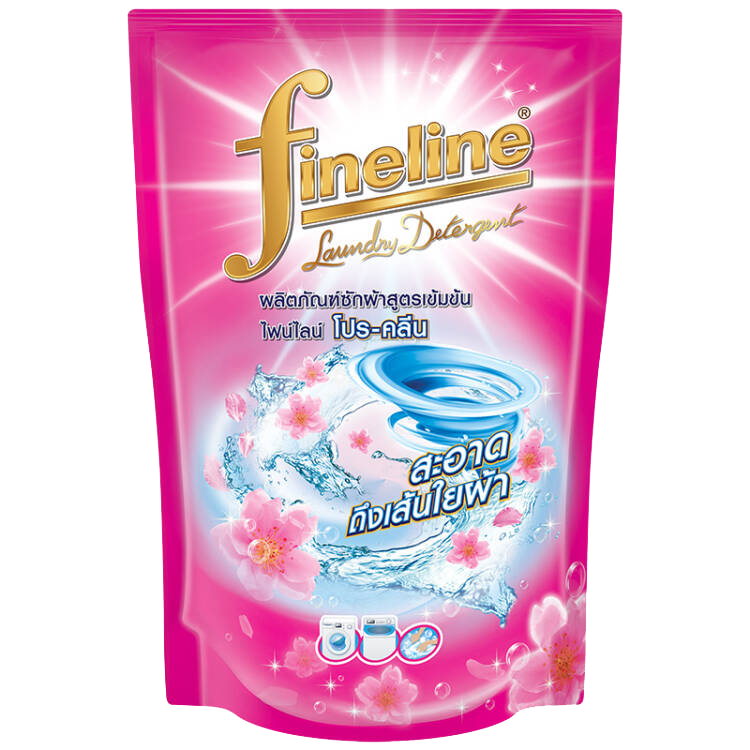 fineline®
Laundry Detergent
ผลิตภัณฑ์ซักผ้าสูตรเข้มข้น
ไฟน์ไลน์ โปร-คลีน
สะอาด
ถึงเส้นใยผ้า